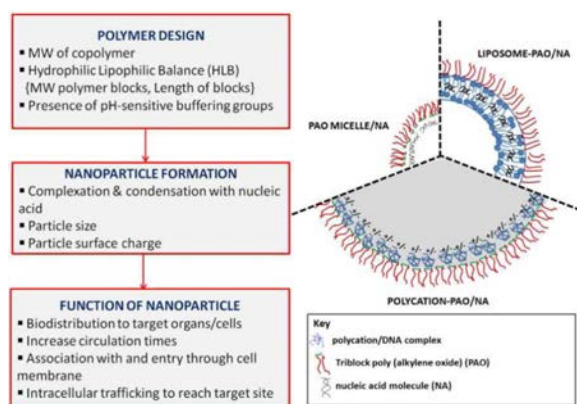 POLYMER DESIGN
▪ MW of copolymer
▪ Hydrophilic Lipophilic Balance (HLB)
{MW polymer blocks, Length of blocks}
▪ Presence of pH-sensitive buffering groups
NANOPARTICLE FORMATION
▪ Complexation & condensation with nucleic
acid
▪ Particle size
▪ Particle surface charge
FUNCTION OF NANOPARTICLE
▪ Biodistribution to target organs/cells
▪ Increase circulation times
▪ Association with and entry through cell
membrane
▪ Intracellular trafficking to reach target site
LIPOSOME-PAO/NA
PAO MICELLE/NA
POLYCATION-PAO/NA
Key
polycation/DNA complex
Triblock poly (alkylene oxide) (PAO)
nucleic acid molecule (NA)